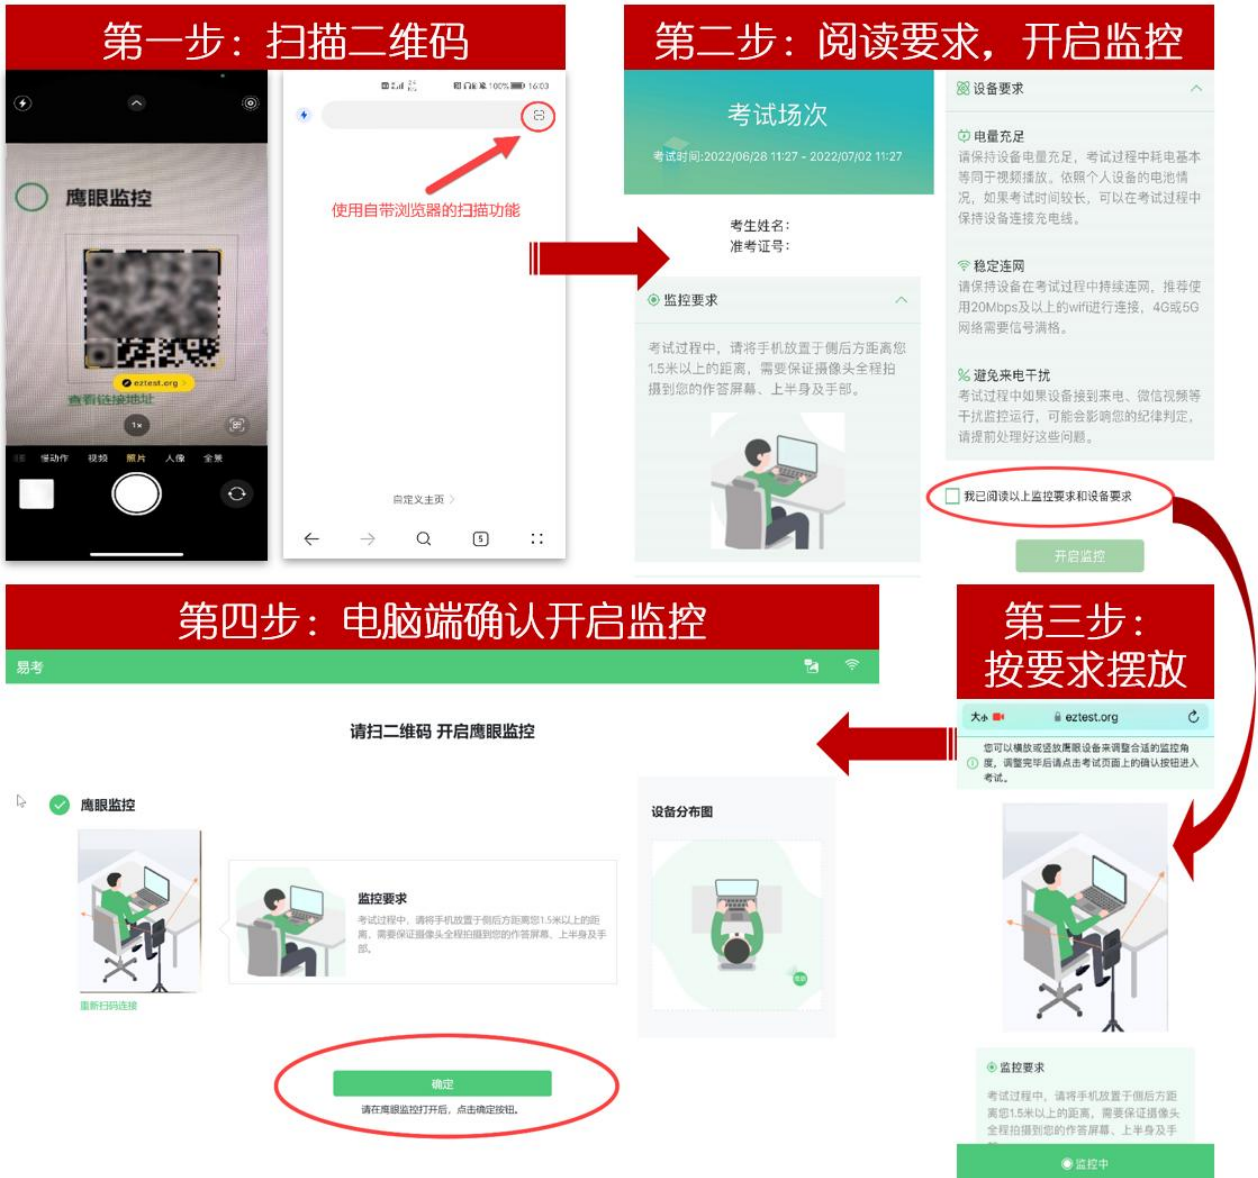 第一步：扫描二维码
鹰眼监控
eztest.org
查看链接地址
1x
慢动作 视频 照片 人像 全景
100% 16:03
使用自带浏览器的扫描功能
自定义主页
5
第二步：阅读要求，开启监控
考试场次
考试时间:2022/06/28 11:27 - 2022/07/02 11:27
考生姓名：
准考证号：
监控要求
考试过程中，请将手机放置于侧后方距离您
1.5米以上的距离，需要保证摄像头全程拍
摄到您的作答屏幕、上半身及手部。
设备要求
电量充足
请保持设备电量充足，考试过程中耗电基本
等同于视频播放。依照个人设备的电池情
况，如果考试时间较长，可以在考试过程中
保持设备连接充电线。
稳定连网
请保持设备在考试过程中持续连网，推荐使
用20Mbps及以上的wifi进行连接，4G或5G
网络需要信号满格。
避免来电干扰
考试过程中如果设备接到来电、微信视频等
干扰监控运行，可能会影响您的纪律判定，
请提前处理好这些问题。
我已阅读以上监控要求和设备要求
开启监控
第三步：
按要求摆放
大小 eztest.org
您可以横放或竖放鹰眼设备来调整合适的监控角
度，调整完毕后请点击考试页面上的确认按钮进入
考试。
监控要求
考试过程中，请将手机放置于侧后方距
离您1.5米以上的距离，需要保证摄像头
全程拍摄到您的作答屏幕、上半身及手
监控中
第四步：电脑端确认开启监控
易考
请扫二维码 开启鹰眼监控
鹰眼监控
重新扫码连接
监控要求
考试过程中，请将手机放置于侧后方距离您1.5米以上的距
离，需要保证摄像头全程拍摄到您的作答屏幕、上半身及手
部。
设备分布图
确定
请在鹰眼监控打开后，点击确定按钮。